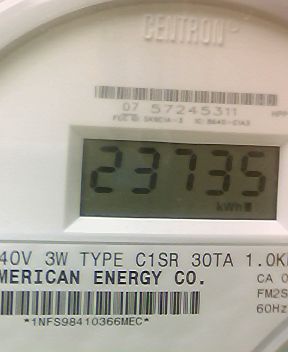 CENTRON
07 57245311
23735
kWh
40V 3W TYPE C1SR 30TA 1.0K
MERICAN ENERGY CO.
CA 0
FM2S
60Hz
*1NFS98410366MEC*